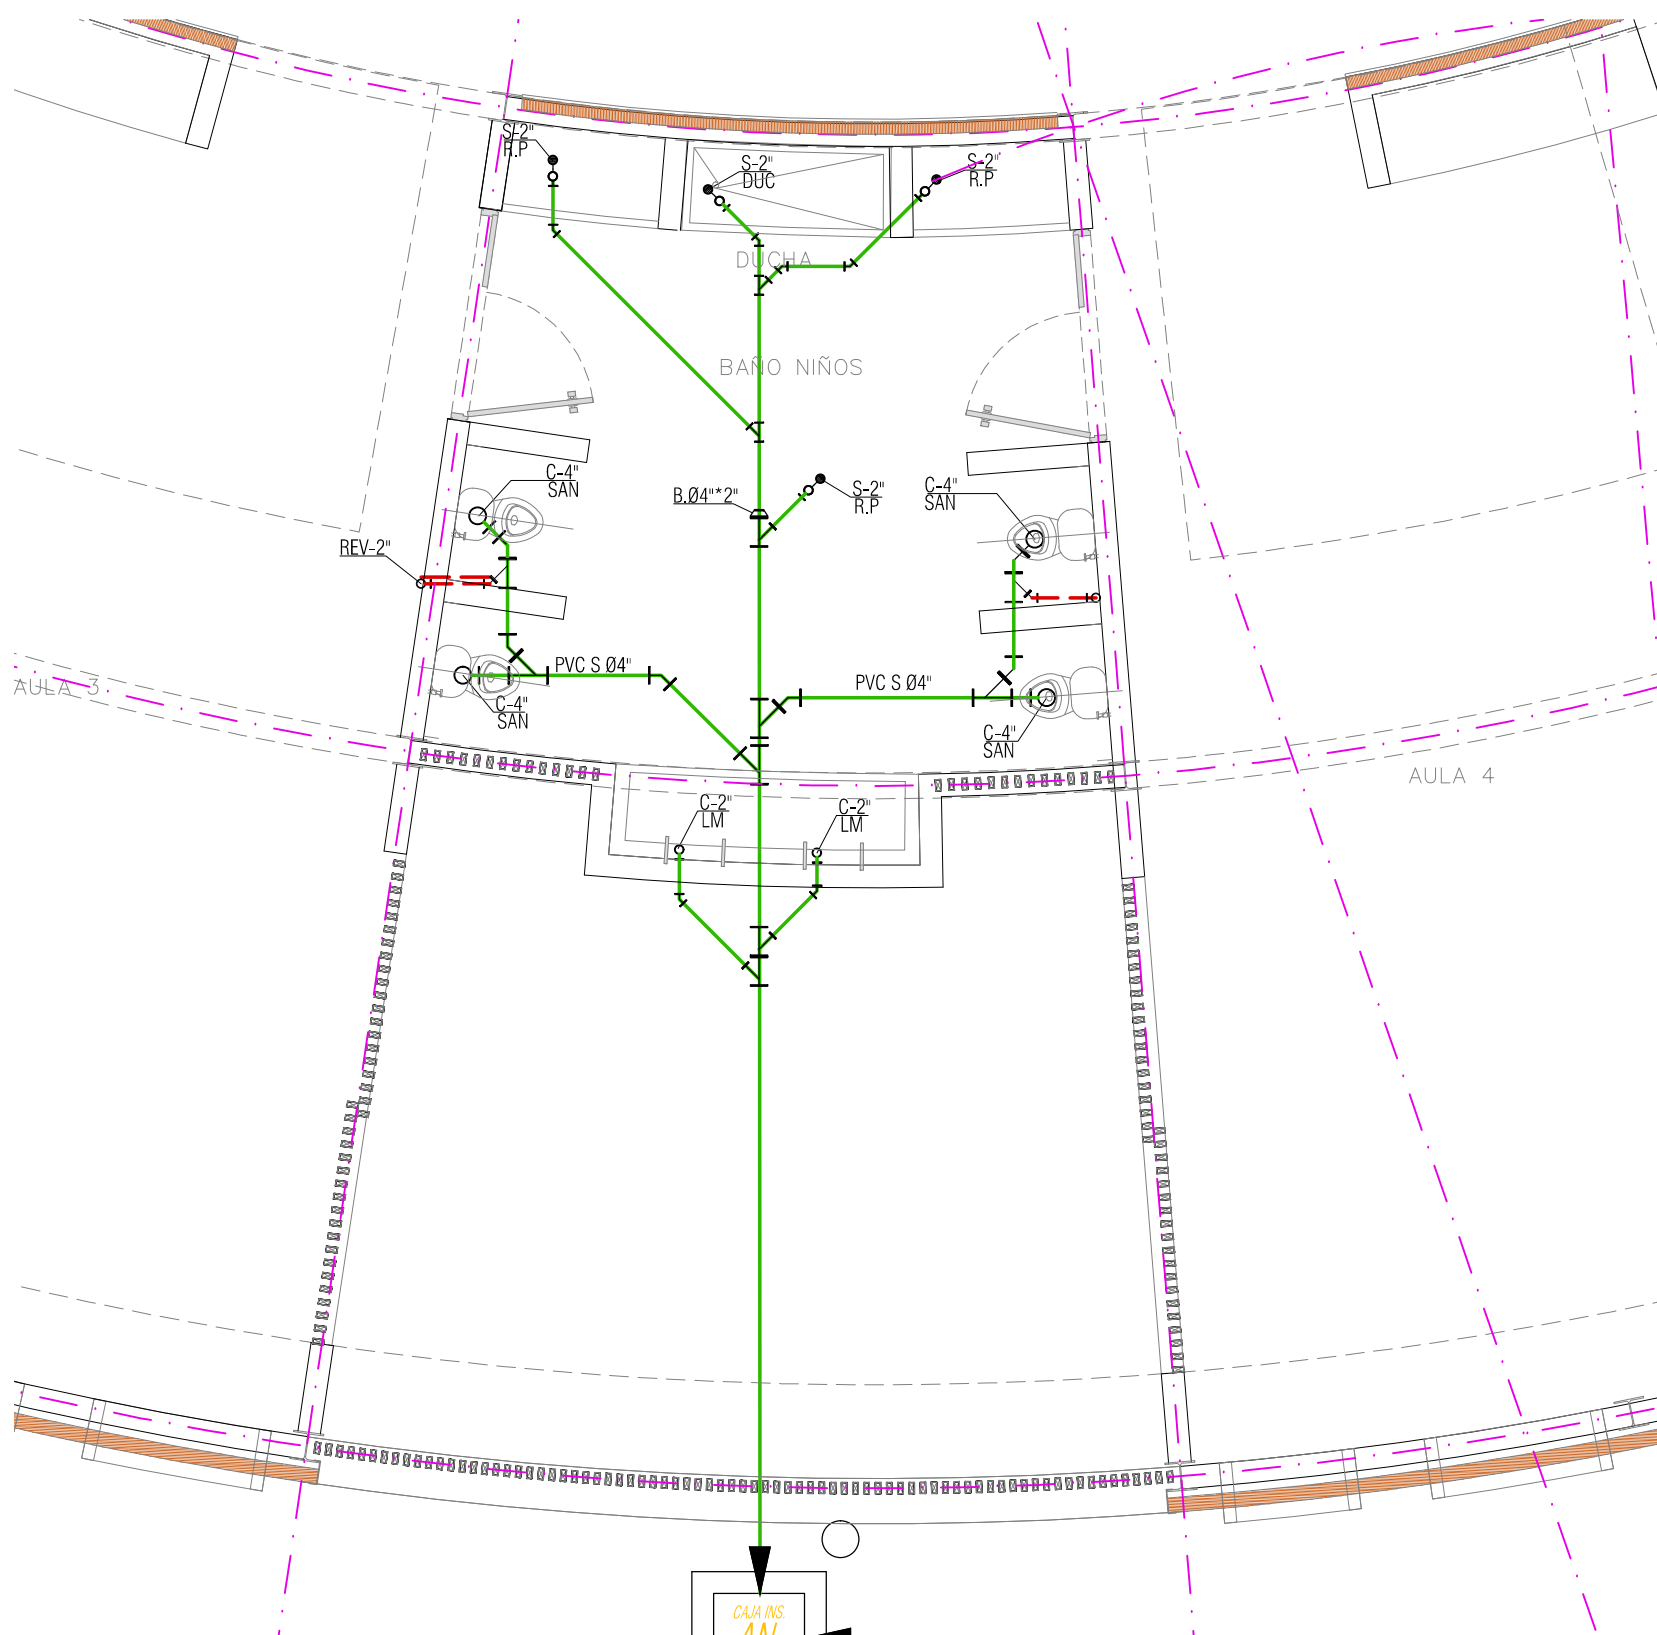 S-2"
R.P
S-2"
DUC
S-2"
R.P
DUCHA
BAÑO NIÑOS
C-4"
SAN
B.Ø4"*2"
S-2"
R.P
C-4"
SAN
REV-2"
PVC S Ø4"
PVC S Ø4"
AULA 3
C-4"
SAN
C-4"
SAN
AULA 4
C-2"
LM
C-2"
LM
CAJA INS.
4N